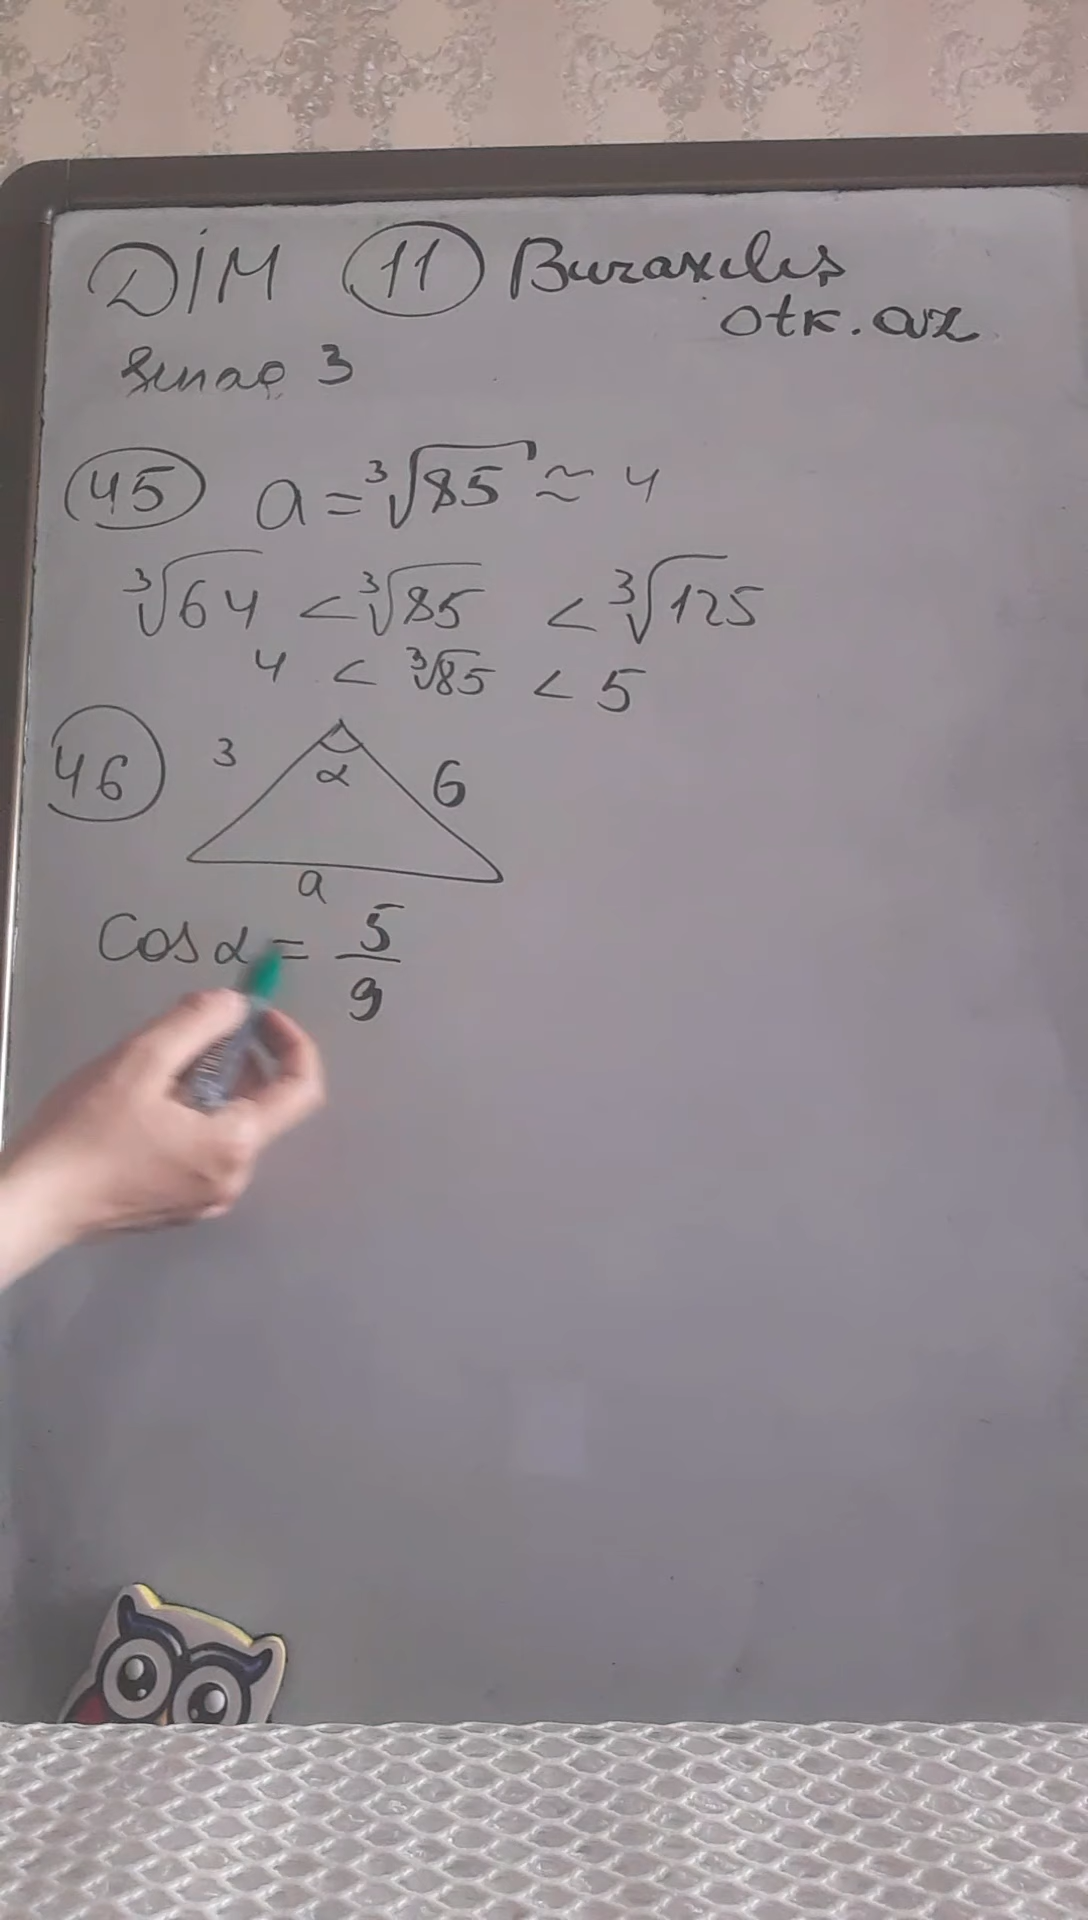 DİM 11 Buraxılış
otk.az
Sınaq 3
45 a = ∛85 ≈ 4
∛64 < ∛85 < ∛125
4 < ∛85 < 5
46 3 α 6
a
Cos α = 5/9